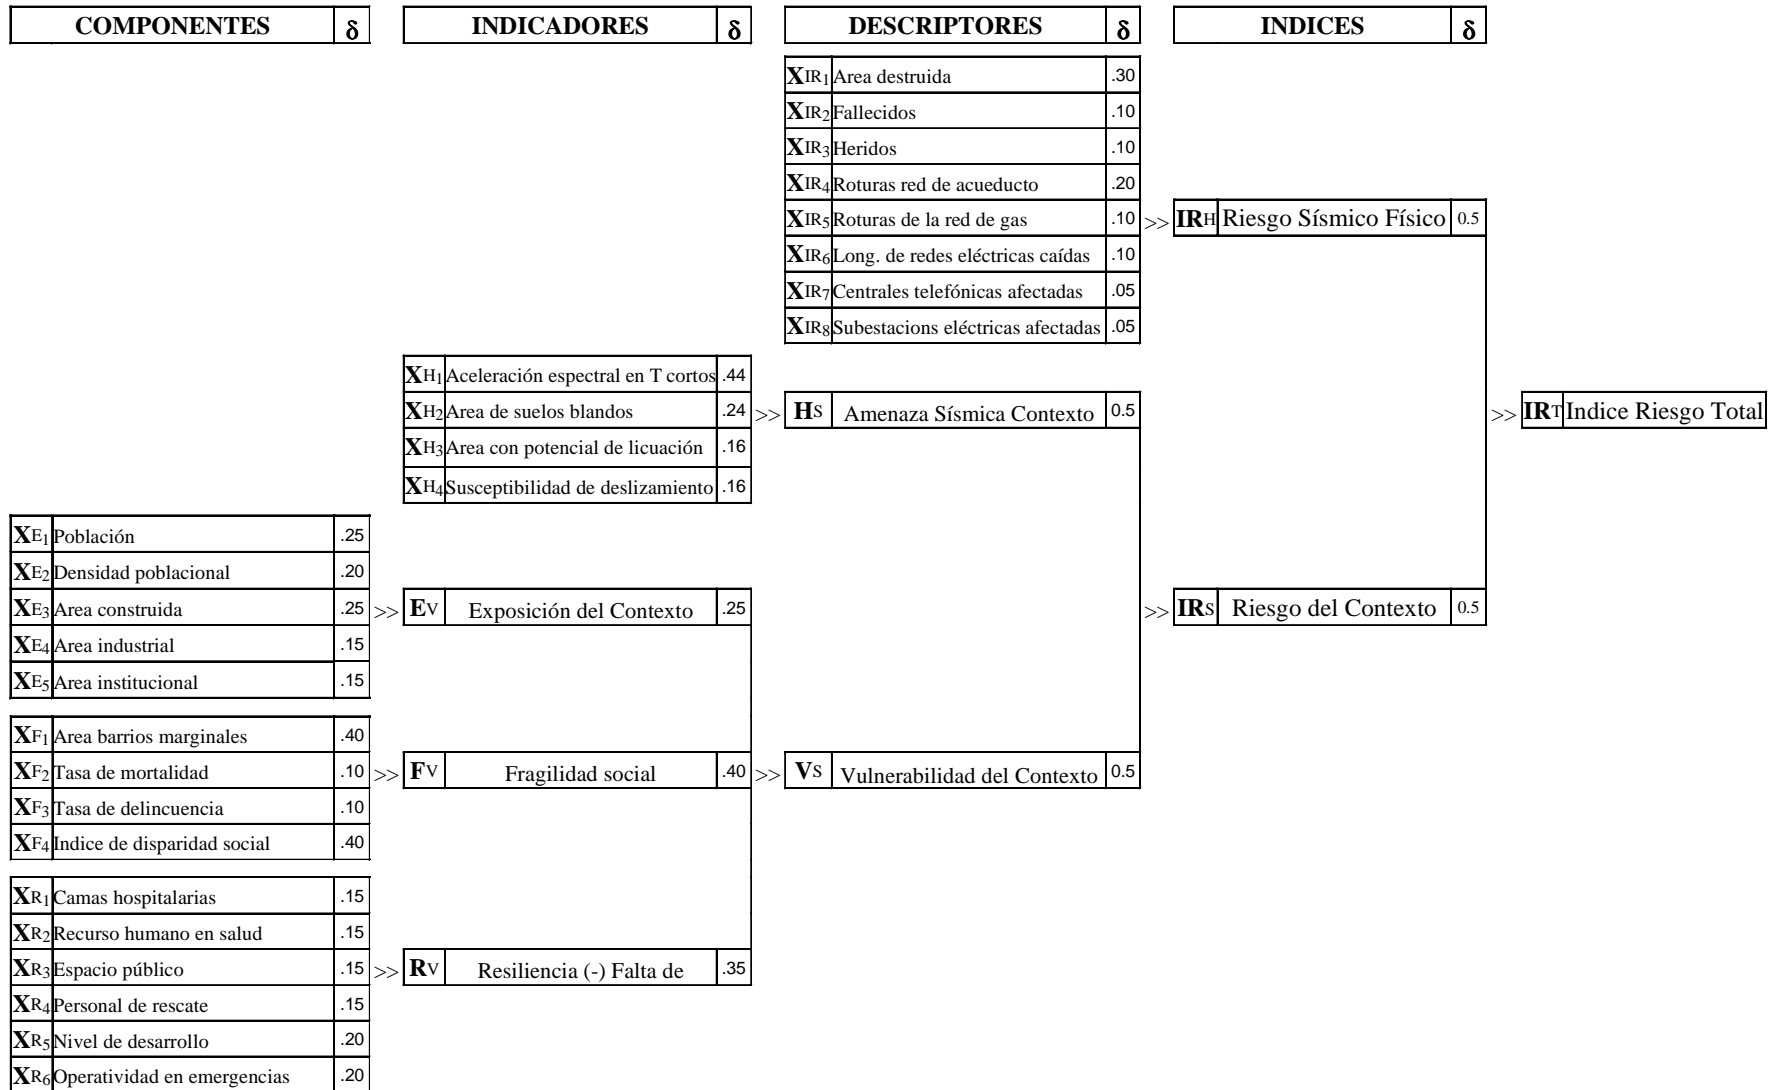 COMPONENTES δ INDICADORES δ DESCRIPTORES δ INDICES δ
XIR1 Area destruida .30
XIR2 Fallecidos .10
XIR3 Heridos .10
XIR4 Roturas red de acueducto .20
XIR5 Roturas de la red de gas .10 >> IRH Riesgo Sísmico Físico 0.5
XIR6 Long. de redes eléctricas caídas .10
XIR7 Centrales telefónicas afectadas .05
XIR8 Subestacions eléctricas afectadas .05
XH1 Aceleración espectral en T cortos .44
XH2 Area de suelos blandos .24 >> HS Amenaza Sísmica Contexto 0.5 >> IRT Indice Riesgo Total
XH3 Area con potencial de licuación .16
XH4 Susceptibilidad de deslizamiento .16
XE1 Población .25
XE2 Densidad poblacional .20
XE3 Area construida .25 >> EV Exposición del Contexto .25 >> IRS Riesgo del Contexto 0.5
XE4 Area industrial .15
XE5 Area institucional .15
XF1 Area barrios marginales .40
XF2 Tasa de mortalidad .10 >> FV Fragilidad social .40 >> VS Vulnerabilidad del Contexto 0.5
XF3 Tasa de delincuencia .10
XF4 Indice de disparidad social .40
XR1 Camas hospitalarias .15
XR2 Recurso humano en salud .15
XR3 Espacio público .15 >> RV Resiliencia (-) Falta de .35
XR4 Personal de rescate .15
XR5 Nivel de desarrollo .20
XR6 Operatividad en emergencias .20